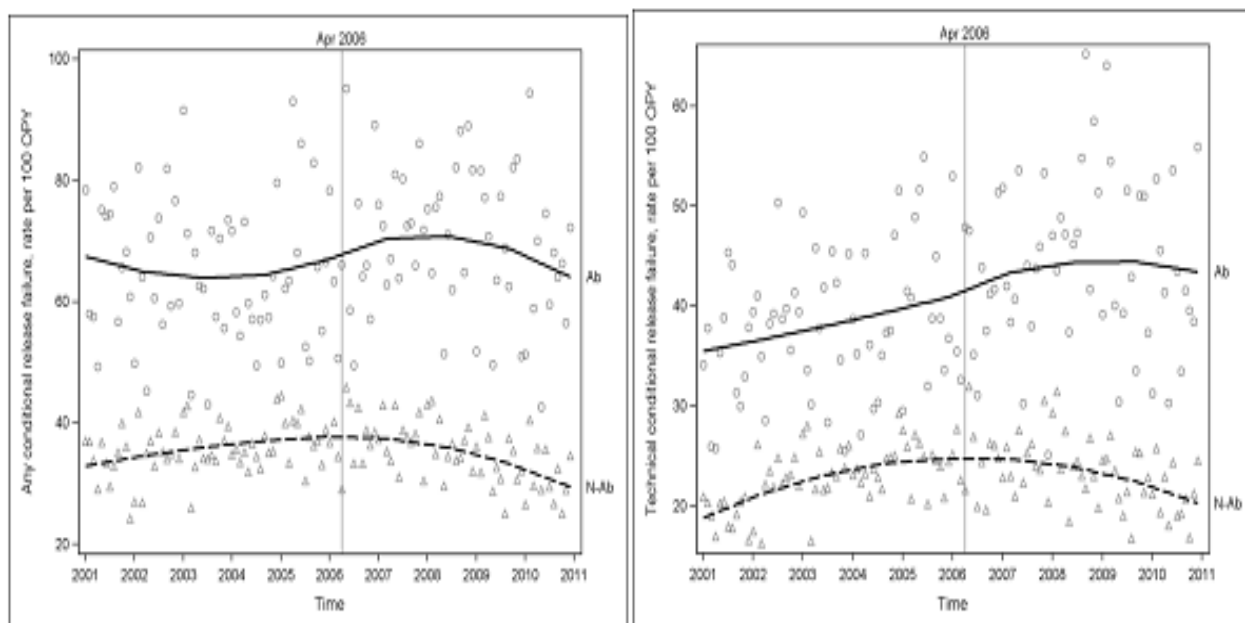 Apr 2006
Any conditional release failure, rate per 100 OPY
100
80
60
40
20
Ab
N-Ab
2001 2002 2003 2004 2005 2006 2007 2008 2009 2010 2011
Time
Apr 2006
Technical conditional release failure, rate per 100 OPY
60
50
40
30
20
Ab
N-Ab
2001 2002 2003 2004 2005 2006 2007 2008 2009 2010 2011
Time